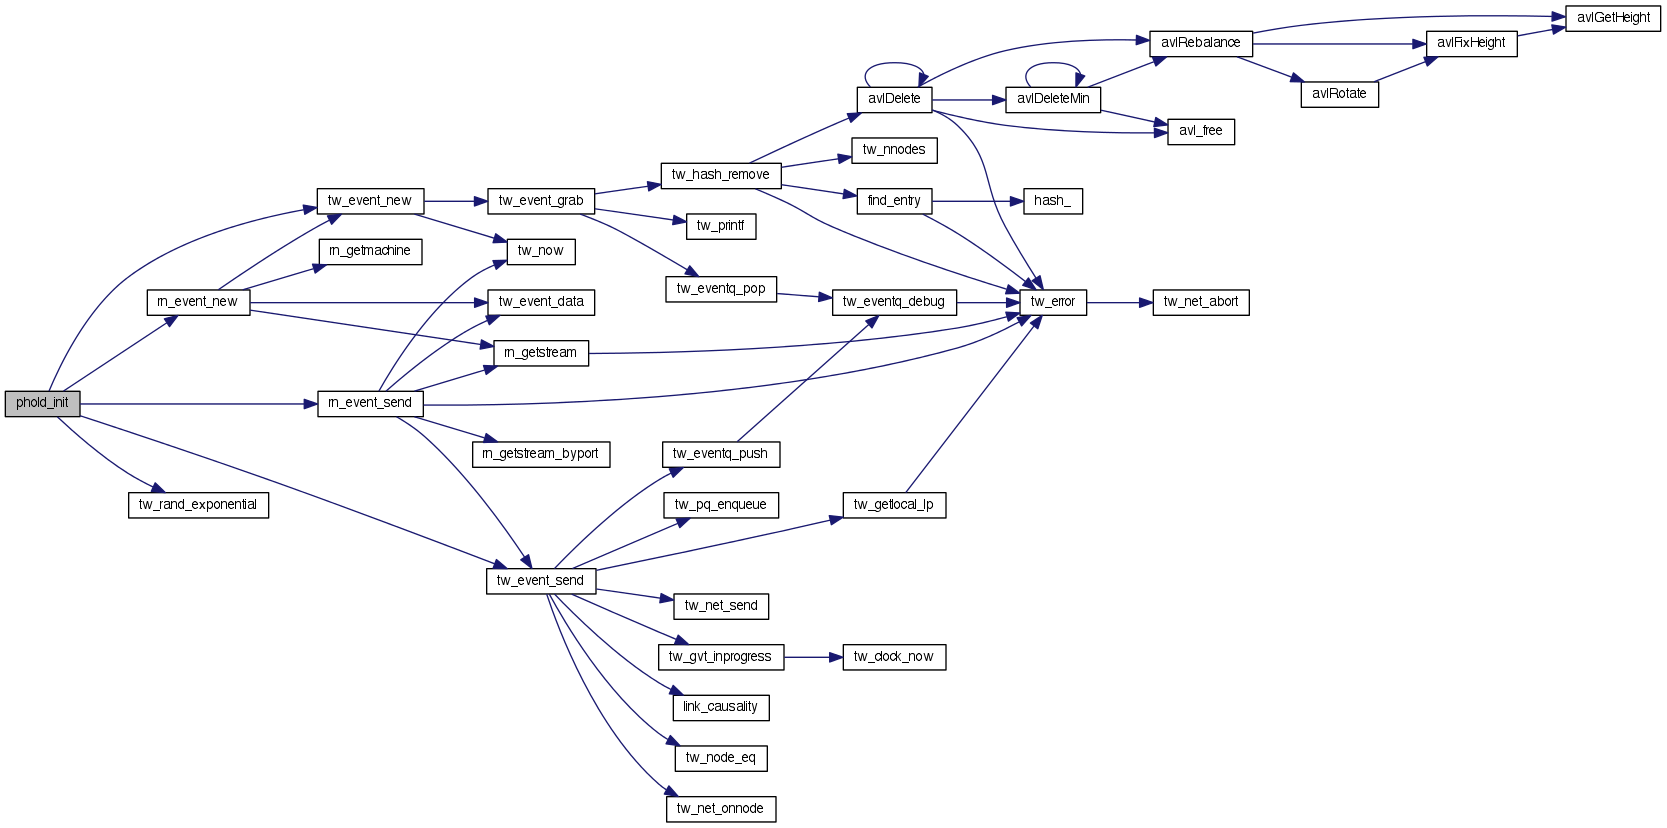 avlGetHeight
avlRebalance
avlFixHeight
avlDelete
avlDeleteMin
avlRotate
avl_free
tw_nnodes
tw_hash_remove
tw_event_new
tw_event_grab
find_entry
hash_
tw_printf
rn_getmachine
tw_now
tw_eventq_pop
rn_event_new
tw_event_data
tw_eventq_debug
tw_error
tw_net_abort
rn_getstream
phold_init
rn_event_send
rn_getstream_byport
tw_eventq_push
tw_rand_exponential
tw_pq_enqueue
tw_getlocal_lp
tw_event_send
tw_net_send
tw_gvt_inprogress
tw_clock_now
link_causality
tw_node_eq
tw_net_onnode